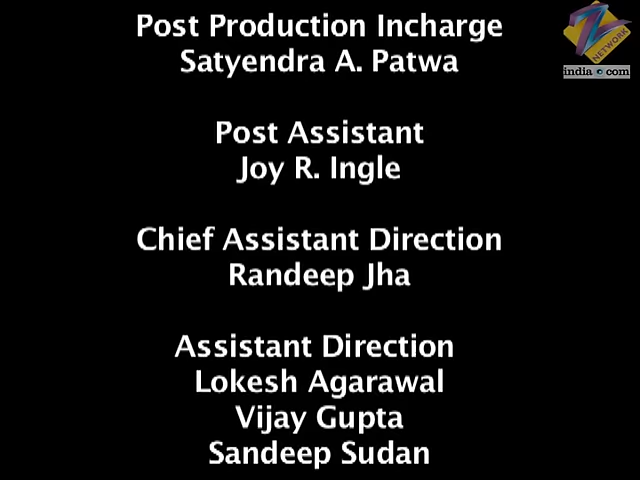 Post Production Incharge
Satyendra A. Patwa
Post Assistant
Joy R. Ingle
Chief Assistant Direction
Randeep Jha
Assistant Direction
Lokesh Agarawal
Vijay Gupta
Sandeep Sudan
Z
NETWORK
india com